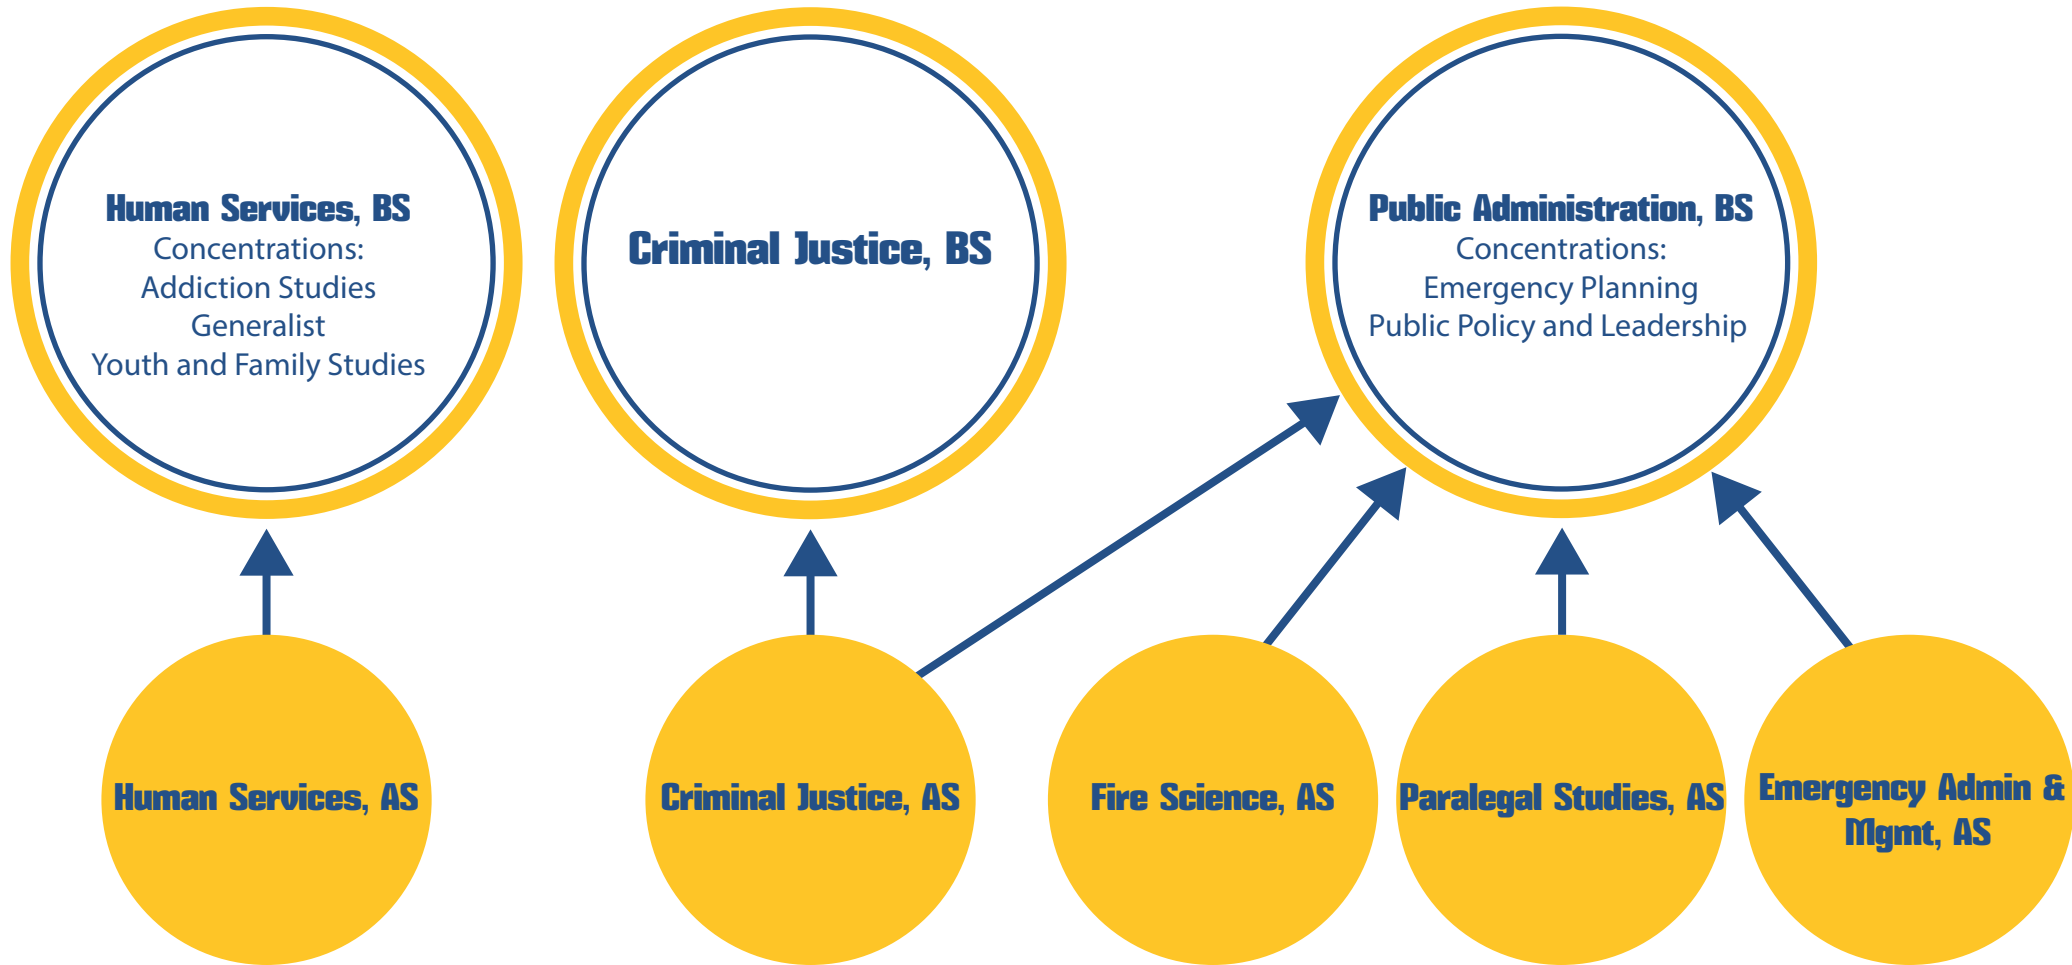 Human Services, BS
Concentrations:
Addiction Studies
Generalist
Youth and Family Studies
Criminal Justice, BS
Public Administration, BS
Concentrations:
Emergency Planning
Public Policy and Leadership
Human Services, AS
Criminal Justice, AS
Fire Science, AS
Paralegal Studies, AS
Emergency Admin &
Mgmt, AS